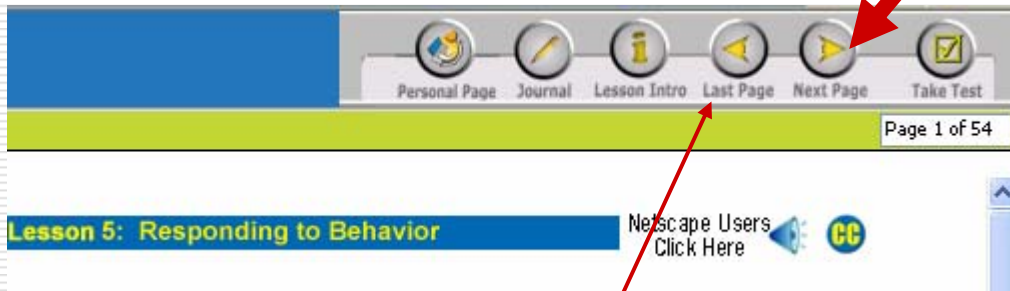 Personal Page Journal Lesson Intro Last Page Next Page Take Test
Page 1 of 54
Lesson 5: Responding to Behavior
Netscape Users
Click Here
CC